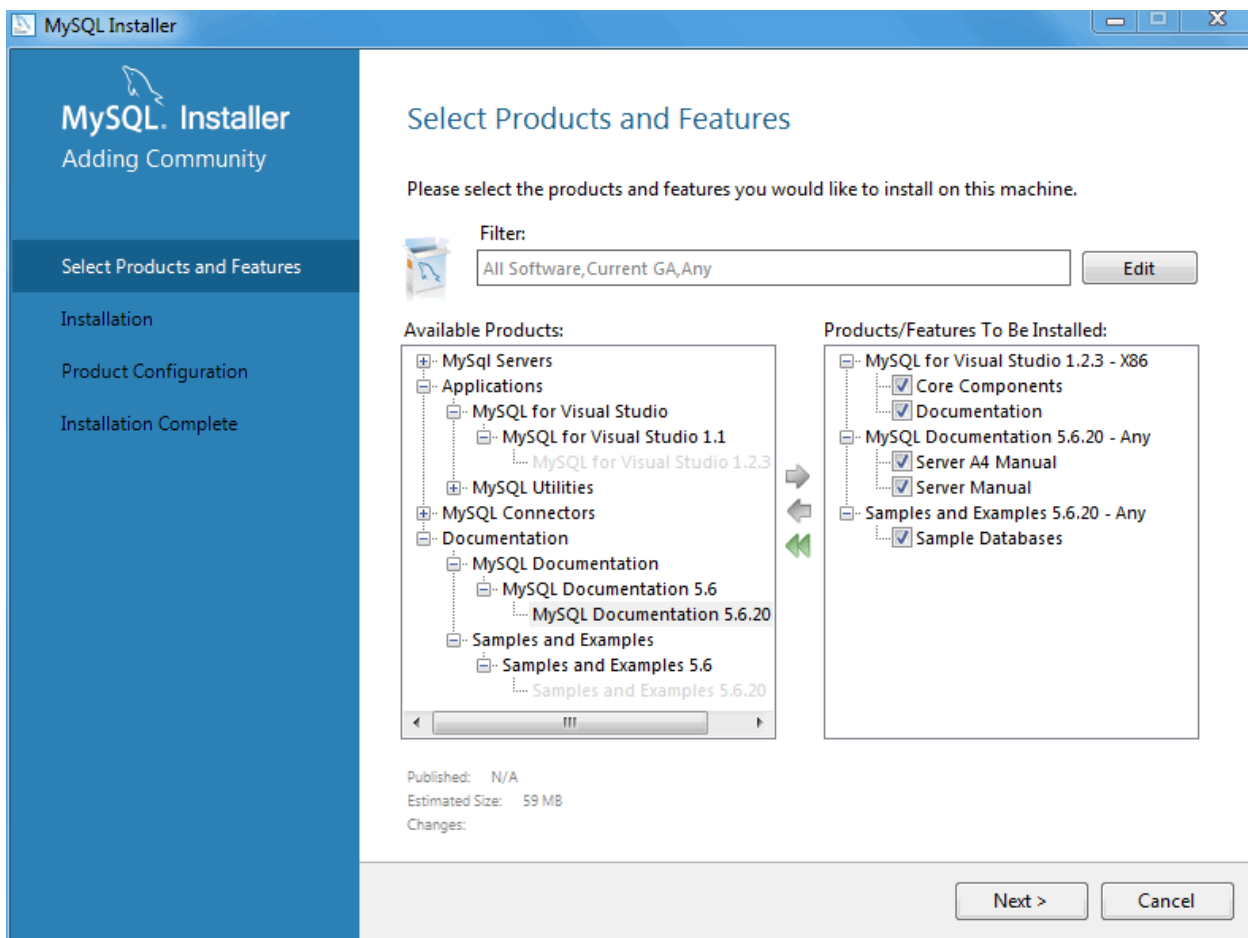 MySQL Installer
MySQL. Installer
Adding Community
Select Products and Features
Installation
Product Configuration
Installation Complete
Select Products and Features
Please select the products and features you would like to install on this machine.
Filter:
All Software,Current GA,Any
Edit
Available Products:
MySql Servers
Applications
MySQL for Visual Studio
MySQL for Visual Studio 1.1
MySQL for Visual Studio 1.2.3
MySQL Utilities
MySQL Connectors
Documentation
MySQL Documentation
MySQL Documentation 5.6
MySQL Documentation 5.6.20
Samples and Examples
Samples and Examples 5.6
Samples and Examples 5.6.20
Products/Features To Be Installed:
MySQL for Visual Studio 1.2.3 - X86
Core Components
Documentation
MySQL Documentation 5.6.20 - Any
Server A4 Manual
Server Manual
Samples and Examples 5.6.20 - Any
Sample Databases
Published: N/A
Estimated Size: 59 MB
Changes:
Next >
Cancel